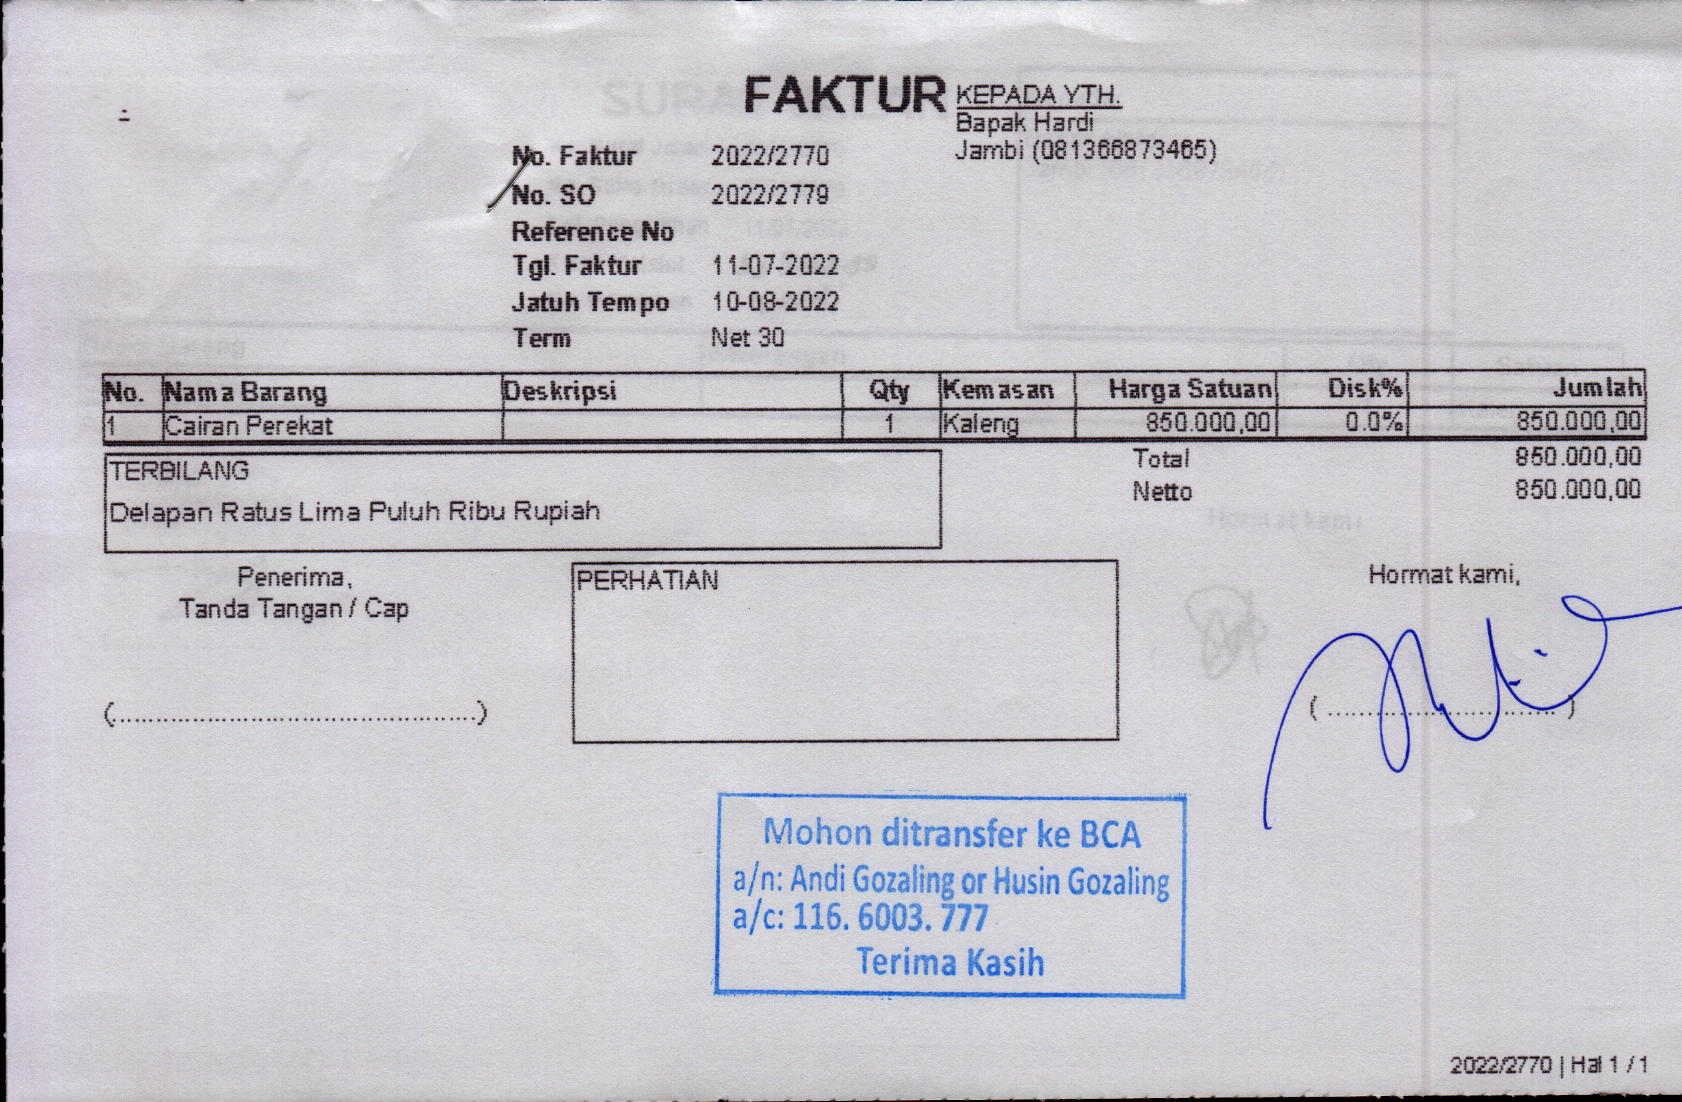 FAKTUR
KEPADA YTH.
Bapak Hardi
Jambi (081366873465)
No. Faktur 2022/2770
No. SO 2022/2779
Reference No
Tgl. Faktur 11-07-2022
Jatuh Tempo 10-08-2022
Term Net 30
No. Nama Barang Deskripsi Qty Kemasan Harga Satuan Disk% Jumlah
1 Cairan Perekat 1 Kaleng 850.000,00 0.0% 850.000,00
Total 850.000,00
Netto 850.000,00
TERBILANG
Delapan Ratus Lima Puluh Ribu Rupiah
Penerima,
Tanda Tangan / Cap
(............................................)
PERHATIAN
Hormat kami,
(............................)
Mohon ditransfer ke BCA
a/n: Andi Gozaling or Husin Gozaling
a/c: 116. 6003. 777
Terima Kasih
2022/2770 | Hal 1 / 1